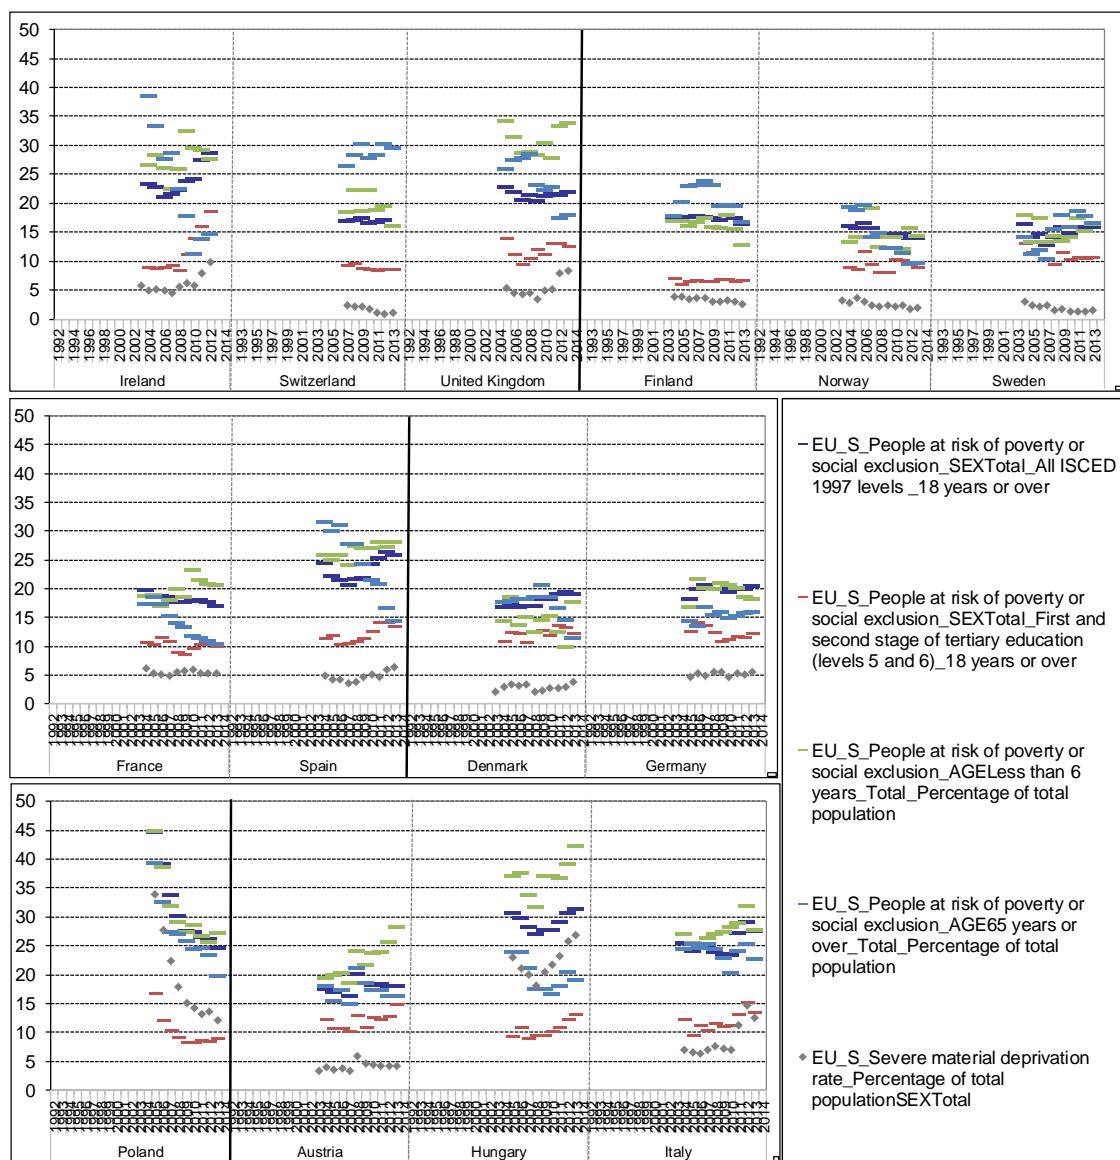 50
45
40
35
30
25
20
15
10
5
0
1992 1994 1996 1998 2000 2002 2004 2006 2008 2010 2012 2014 1993 1995 1997 1999 2001 2003 2005 2007 2009 2011 2013 1992 1994 1996 1998 2000 2002 2004 2006 2008 2010 2012 2014 1993 1995 1997 1999 2001 2003 2005 2007 2009 2011 2013 1992 1994 1996 1998 2000 2002 2004 2006 2008 2010 2012 2014 1993 1995 1997 1999 2001 2003 2005 2007 2009 2011 2013
Ireland Switzerland United Kingdom Finland Norway Sweden
50
45
40
35
30
25
20
15
10
5
0
France Spain Denmark Germany
50
45
40
35
30
25
20
15
10
5
0
Poland Austria Hungary Italy
EU_S_People at risk of poverty or
social exclusion_SEXTotal_All ISCED
1997 levels _18 years or over
EU_S_People at risk of poverty or
social exclusion_SEXTotal_First and
second stage of tertiary education
(levels 5 and 6)_18 years or over
EU_S_People at risk of poverty or
social exclusion_AGELess than 6
years_Total_Percentage of total
population
EU_S_People at risk of poverty or
social exclusion_AGE65 years or
over_Total_Percentage of total
population
EU_S_Severe material deprivation
rate_Percentage of total
populationSEXTotal